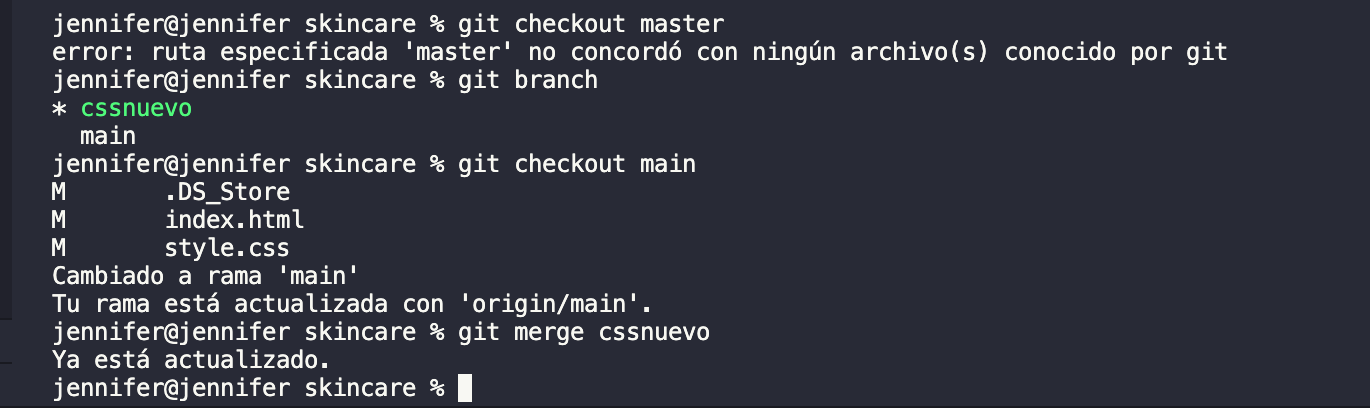 jennifer@jennifer skincare % git checkout master
error: ruta especificada 'master' no concordó con ningún archivo(s) conocido por git
jennifer@jennifer skincare % git branch
* cssnuevo
  main
jennifer@jennifer skincare % git checkout main
M       .DS_Store
M       index.html
M       style.css
Cambiado a rama 'main'
Tu rama está actualizada con 'origin/main'.
jennifer@jennifer skincare % git merge cssnuevo
Ya está actualizado.
jennifer@jennifer skincare %